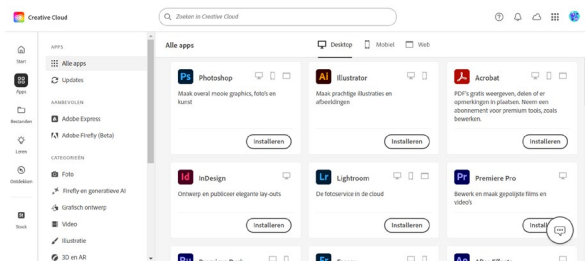 Creative Cloud
Zoeken in Creative Cloud
Start
Apps
Bestanden
Leren
Ontdekken
Stock
APPS
Alle apps
Updates
AANBEVOLEN
Adobe Express
Adobe Firefly (Beta)
CATEGORIEËN
Foto
Firefly en generatieve AI
Grafisch ontwerp
Video
Illustratie
3D en AR
Alle apps
Desktop
Mobiel
Web
Ps Photoshop
Maak overal mooie graphics, foto's en
kunst
Installeren
Ai Illustrator
Maak prachtige illustraties en
afbeeldingen
Installeren
Acrobat
PDF's gratis weergeven, delen of er
opmerkingen in plaatsen. Neem een
abonnement voor premium tools, zoals
bewerken.
Installeren
Id InDesign
Ontwerp en publiceer elegante lay-outs
Installeren
Lr Lightroom
De fotoservice in de cloud
Installeren
Pr Premiere Pro
Bewerk en maak gepolijste films en
video's